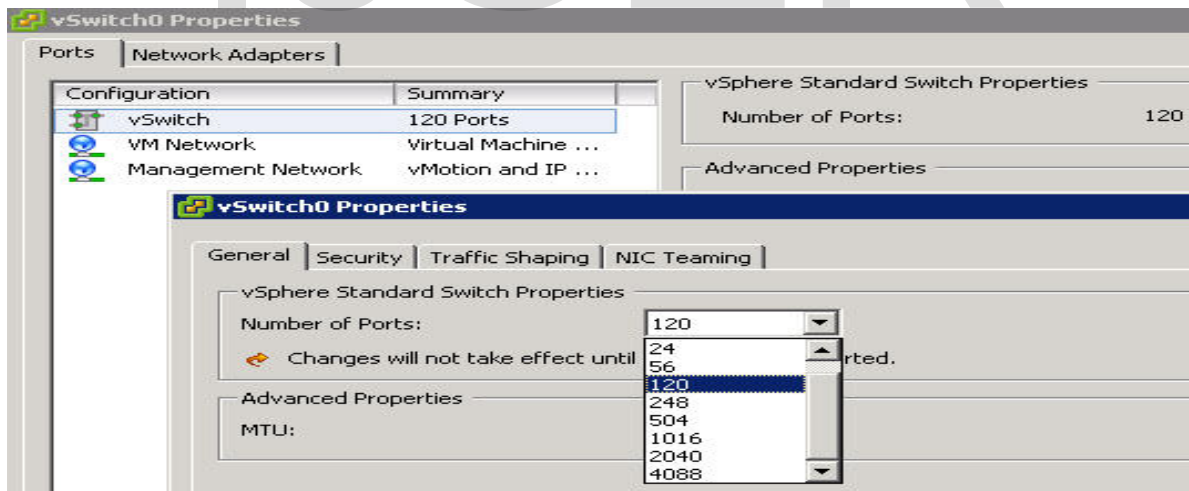 vSwitch0 Properties
Ports
Network Adapters
Configuration Summary
vSwitch 120 Ports
VM Network Virtual Machine ...
Management Network vMotion and IP ...
vSphere Standard Switch Properties
Number of Ports: 120
Advanced Properties
vSwitch0 Properties
General Security Traffic Shaping NIC Teaming
vSphere Standard Switch Properties
Number of Ports: 120
Changes will not take effect until rted.
24
56
120
248
504
1016
2040
4088
Advanced Properties
MTU: